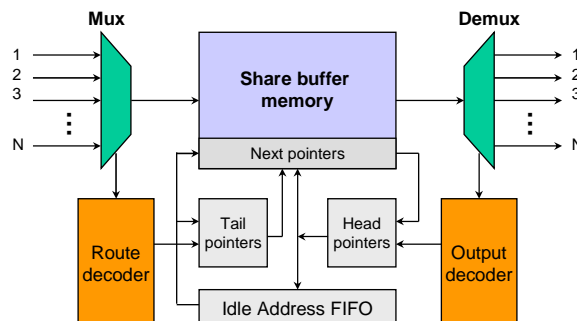 Mux
Demux
1
2
3
...
N
Share buffer
memory
Next pointers
1
2
3
...
N
Tail
pointers
Head
pointers
Route
decoder
Output
decoder
Idle Address FIFO